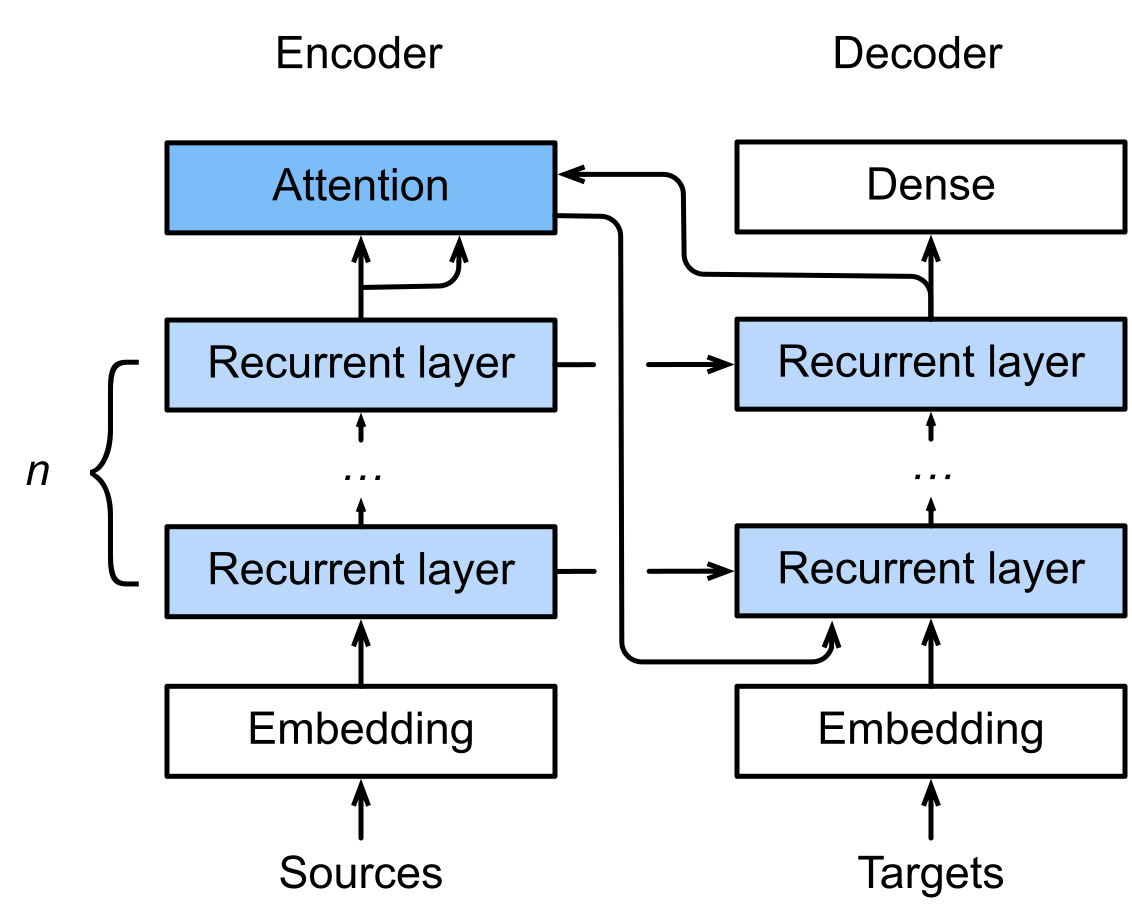 Encoder
Decoder
Attention
Dense
Recurrent layer
Recurrent layer
n
...
...
Recurrent layer
Recurrent layer
Embedding
Embedding
Sources
Targets